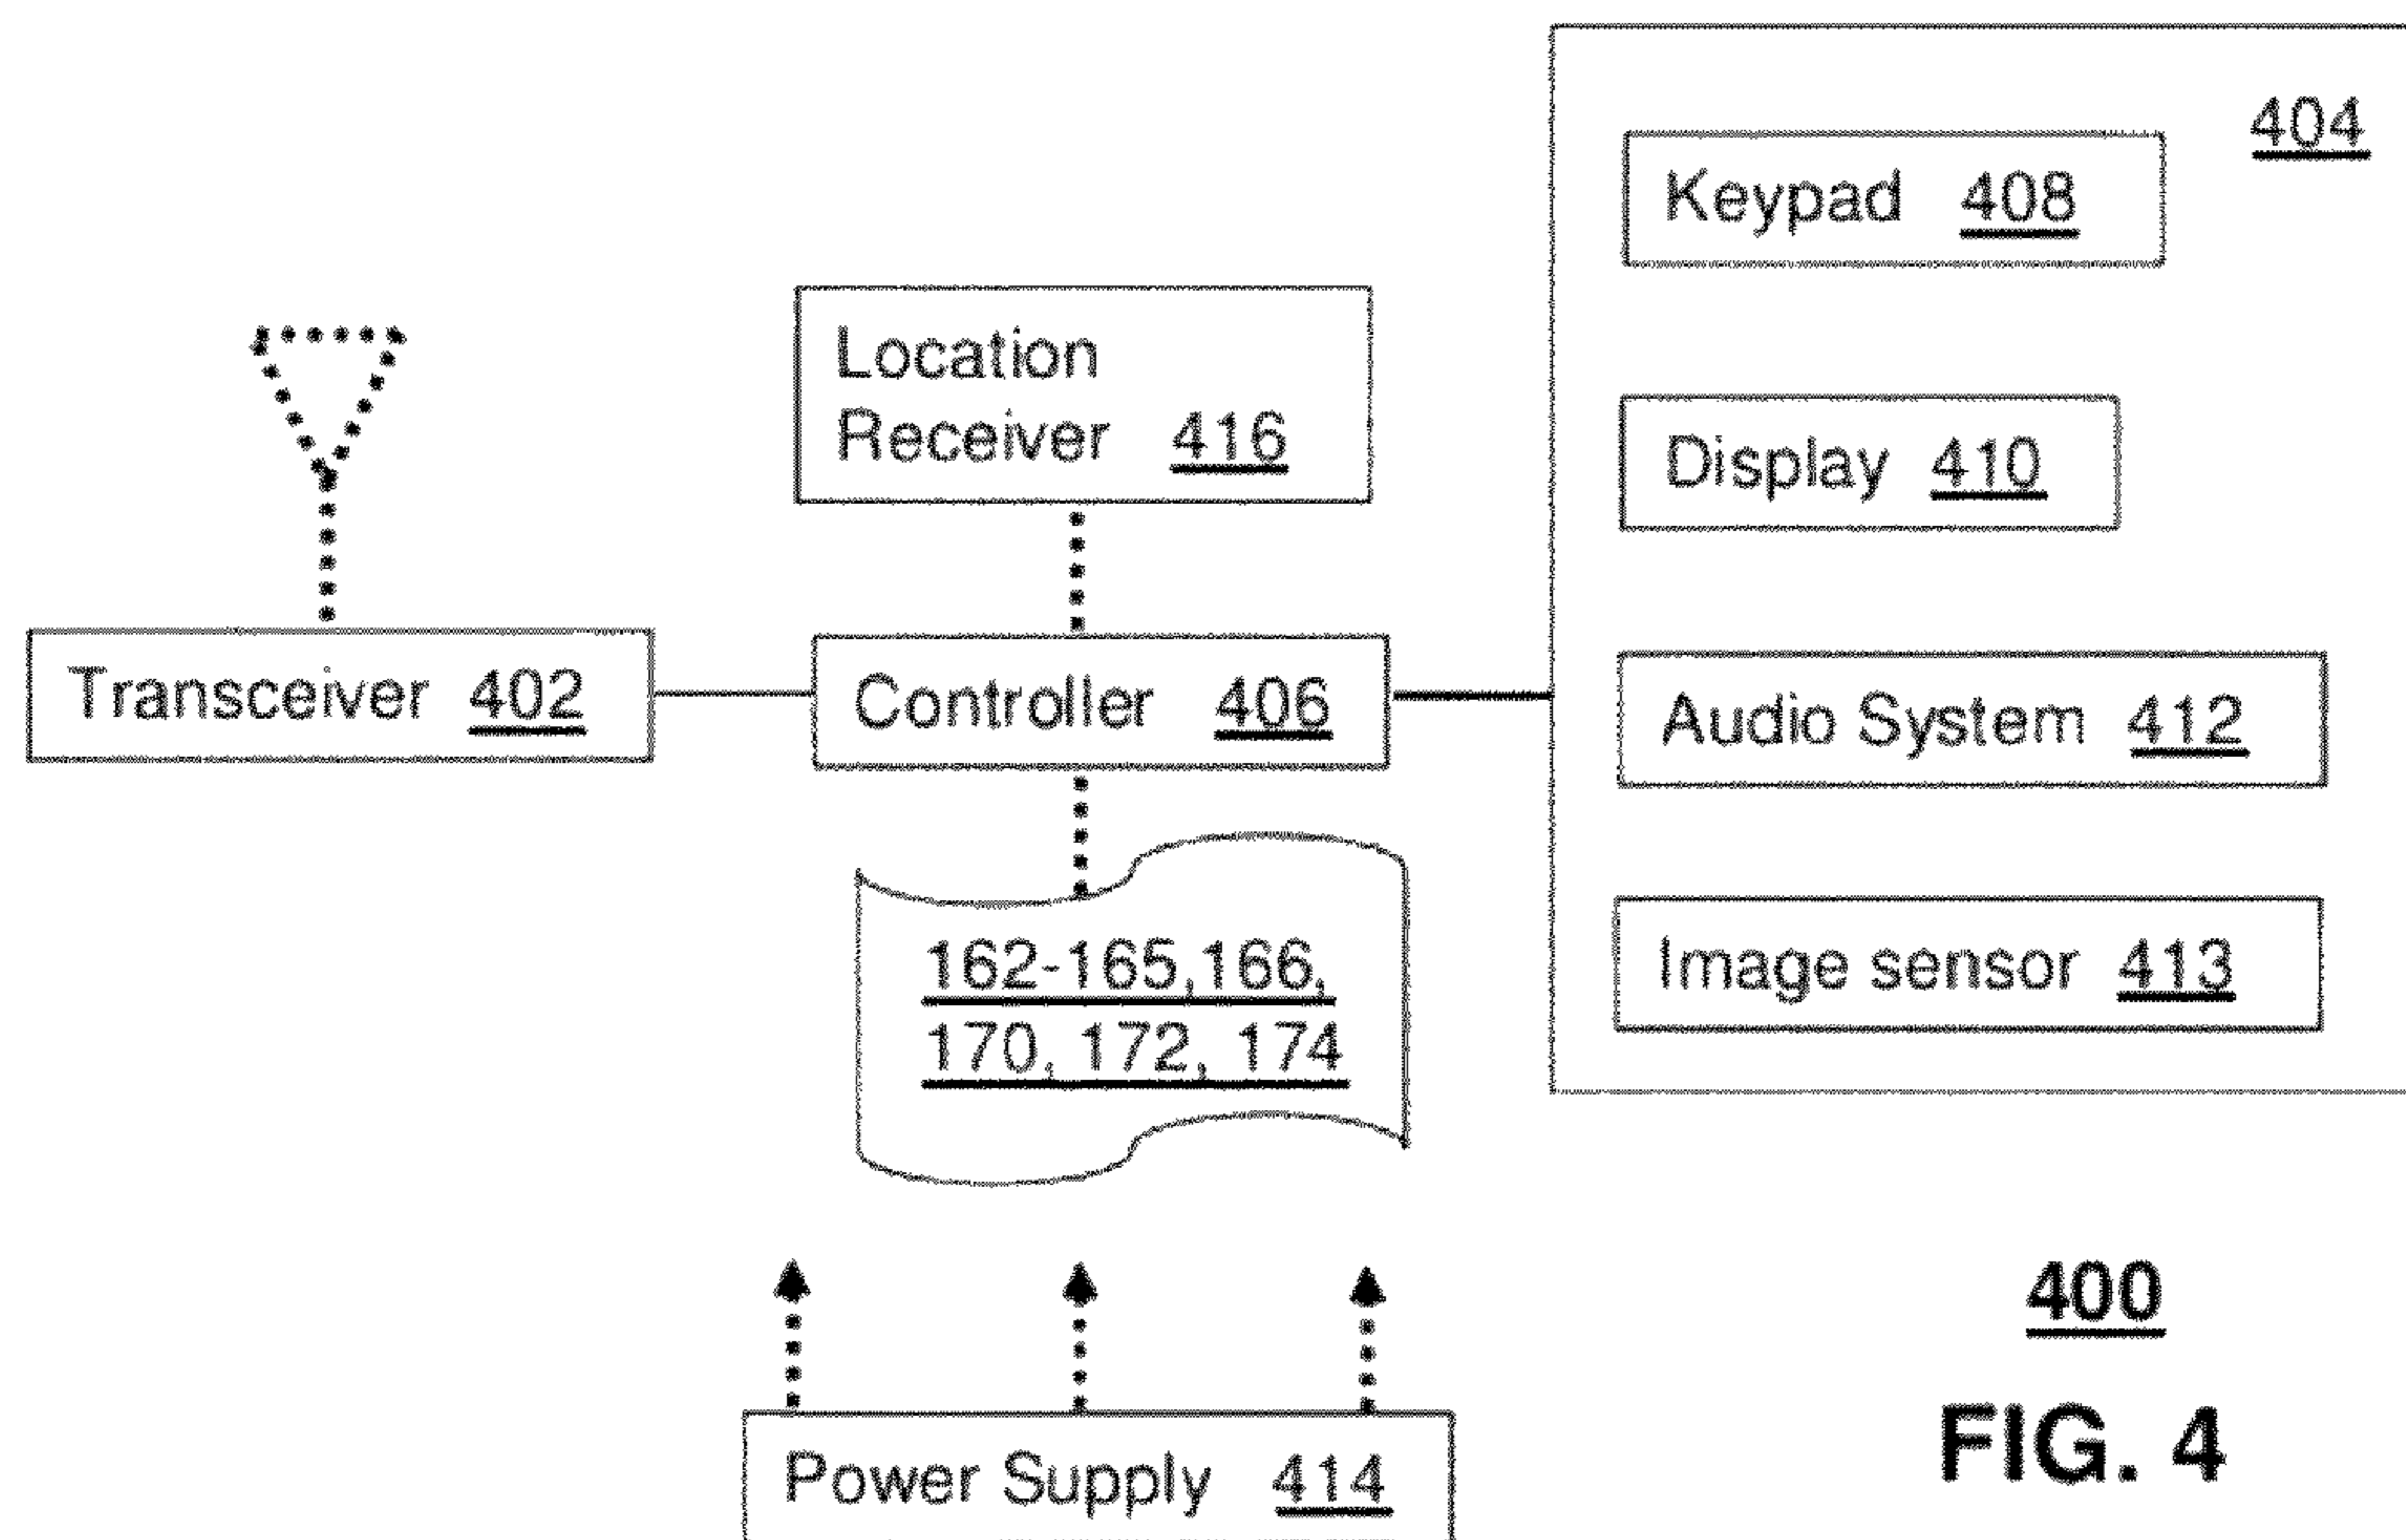 404
Keypad 408
Location
Receiver 416
Display 410
Transceiver 402
Controller 406
Audio System 412
162-165,166,
170, 172, 174
Image sensor 413
Power Supply 414
400
FIG. 4